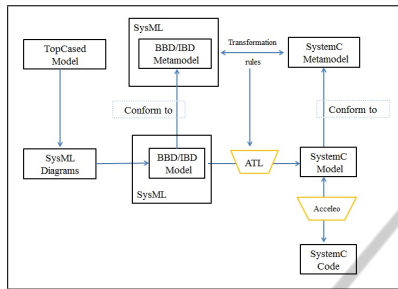 SysML
TopCased
Model
BBD/IBD
Metamodel
Transformation
rules
SystemC
Metamodel
Conform to
Conform to
SysML
Diagrams
BBD/IBD
Model
SysML
ATL
SystemC
Model
Acceleo
SystemC
Code